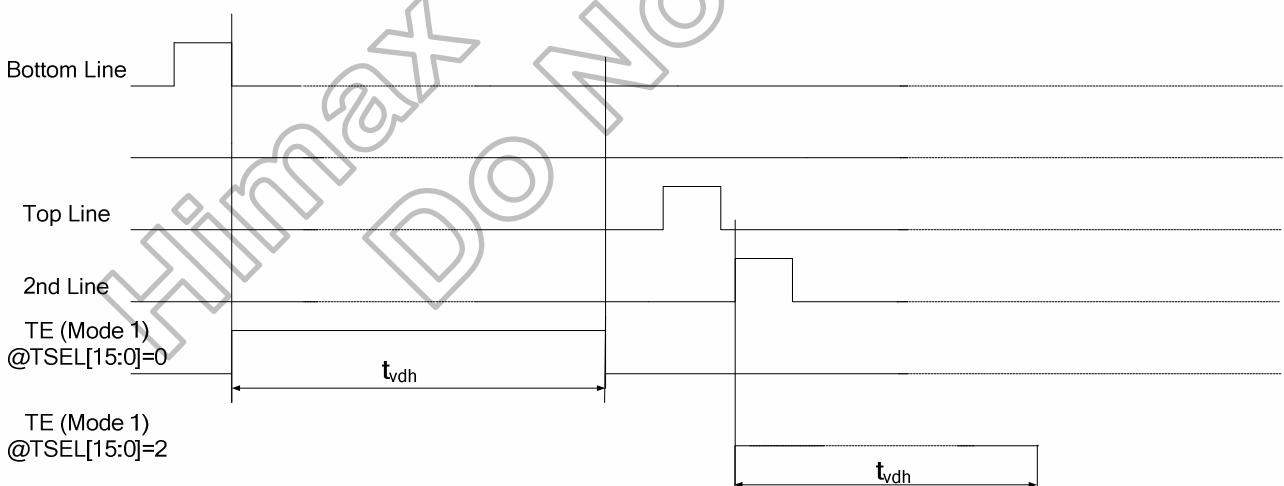 Himax
Do No
Bottom Line
Top Line
2nd Line
TE (Mode 1)
@TSEL[15:0]=0
tvdh
TE (Mode 1)
@TSEL[15:0]=2
tvdh